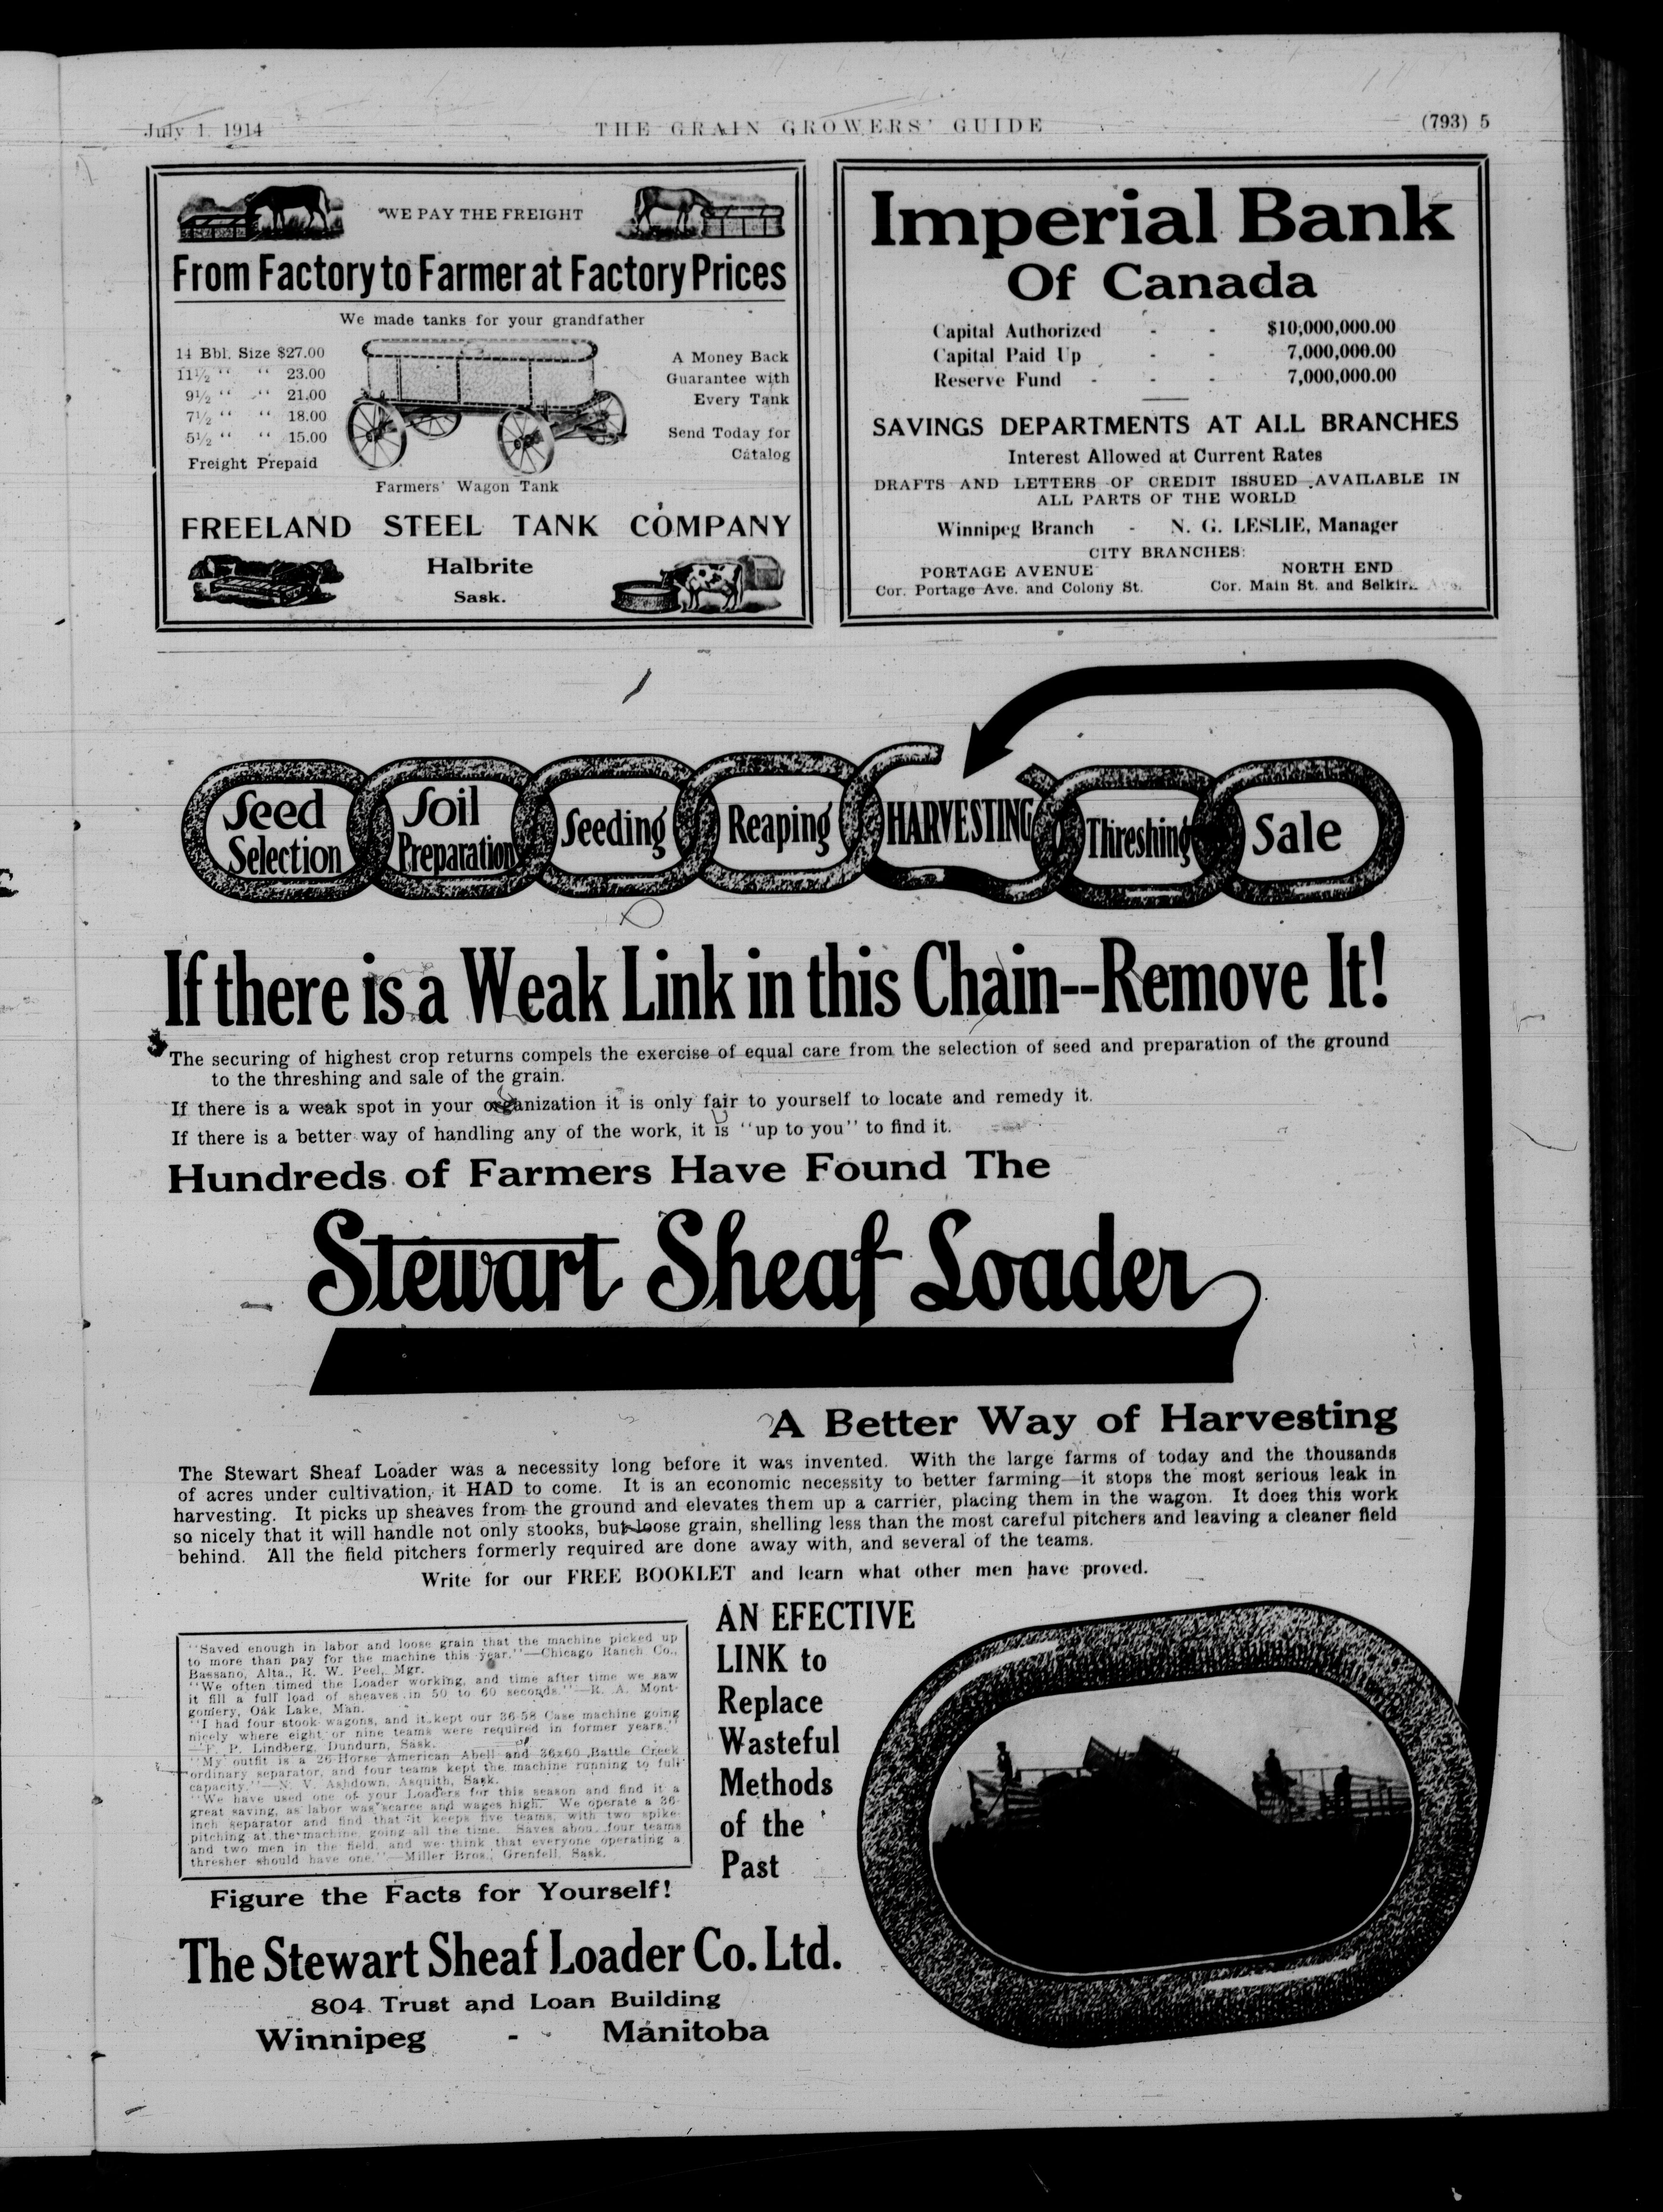 July 1, 1914
THE GRAIN GROWERS' GUIDE
(793) 5
WE PAY THE FREIGHT
From Factory to Farmer at Factory Prices
We made tanks for your grandfather
14 Bbl. Size $27.00
11½ " " 23.00
9½ " " 21.00
7½ " " 18.00
5½ " " 15.00
Freight Prepaid
A Money Back
Guarantee with
Every Tank
Send Today for
Catalog
Farmers' Wagon Tank
FREELAND STEEL TANK COMPANY
Halbrite
Sask.
Imperial Bank
Of Canada
Capital Authorized - - $10,000,000.00
Capital Paid Up - - 7,000,000.00
Reserve Fund - - - 7,000,000.00
SAVINGS DEPARTMENTS AT ALL BRANCHES
Interest Allowed at Current Rates
DRAFTS AND LETTERS OF CREDIT ISSUED AVAILABLE IN
ALL PARTS OF THE WORLD
Winnipeg Branch - N. G. LESLIE, Manager
CITY BRANCHES:
PORTAGE AVENUE
Cor. Portage Ave. and Colony St.
NORTH END
Cor. Main St. and Selkirk Ave.
Seed Selection
Soil Preparation
Seeding
Reaping
HARVESTING
Threshing
Sale
If there is a Weak Link in this Chain--Remove It!
The securing of highest crop returns compels the exercise of equal care from the selection of seed and preparation of the ground
to the threshing and sale of the grain.
If there is a weak spot in your organization it is only fair to yourself to locate and remedy it.
If there is a better way of handling any of the work, it is "up to you" to find it.
Hundreds of Farmers Have Found The
Stewart Sheaf Loader
A Better Way of Harvesting
The Stewart Sheaf Loader was a necessity long before it was invented. With the large farms of today and the thousands
of acres under cultivation, it HAD to come. It is an economic necessity to better farming—it stops the most serious leak in
harvesting. It picks up sheaves from the ground and elevates them up a carrier, placing them in the wagon. It does this work
so nicely that it will handle not only stooks, but loose grain, shelling less than the most careful pitchers and leaving a cleaner field
behind. All the field pitchers formerly required are done away with, and several of the teams.
Write for our FREE BOOKLET and learn what other men have proved.
"Saved enough in labor and loose grain that the machine picked up
to more than pay for the machine this year."—Chicago Ranch Co.,
Bassano, Alta., R. W. Peel, Mgr.
"We often timed the Loader working, and time after time we saw
it fill a full load of sheaves in 50 to 60 seconds."—R. A. Mont-
gomery, Oak Lake, Man.
"I had four stook wagons, and it kept our 36-58 Case machine going
nicely where eight or nine teams were required in former years."
—F. P. Lindberg, Dundurn, Sask.
"My outfit is a 26-Horse American Abell and 36x60 Battle Creek
ordinary separator, and four teams kept the machine running to full
capacity."—N. V. Ashdown, Asquith, Sask.
"We have used one of your Loaders for this season and find it a
great saving, as labor was scarce and wages high. We operate a 36-
inch separator and find that it keeps five teams, with two spike-
pitching at the machine, going all the time. Saves about four teams
and two men in the field, and we think that everyone operating a
thresher should have one."—Miller Bros., Grenfell, Sask.
Figure the Facts for Yourself!
AN EFECTIVE
LINK to
Replace
Wasteful
Methods
of the
Past
The Stewart Sheaf Loader Co. Ltd.
804 Trust and Loan Building
Winnipeg - Manitoba